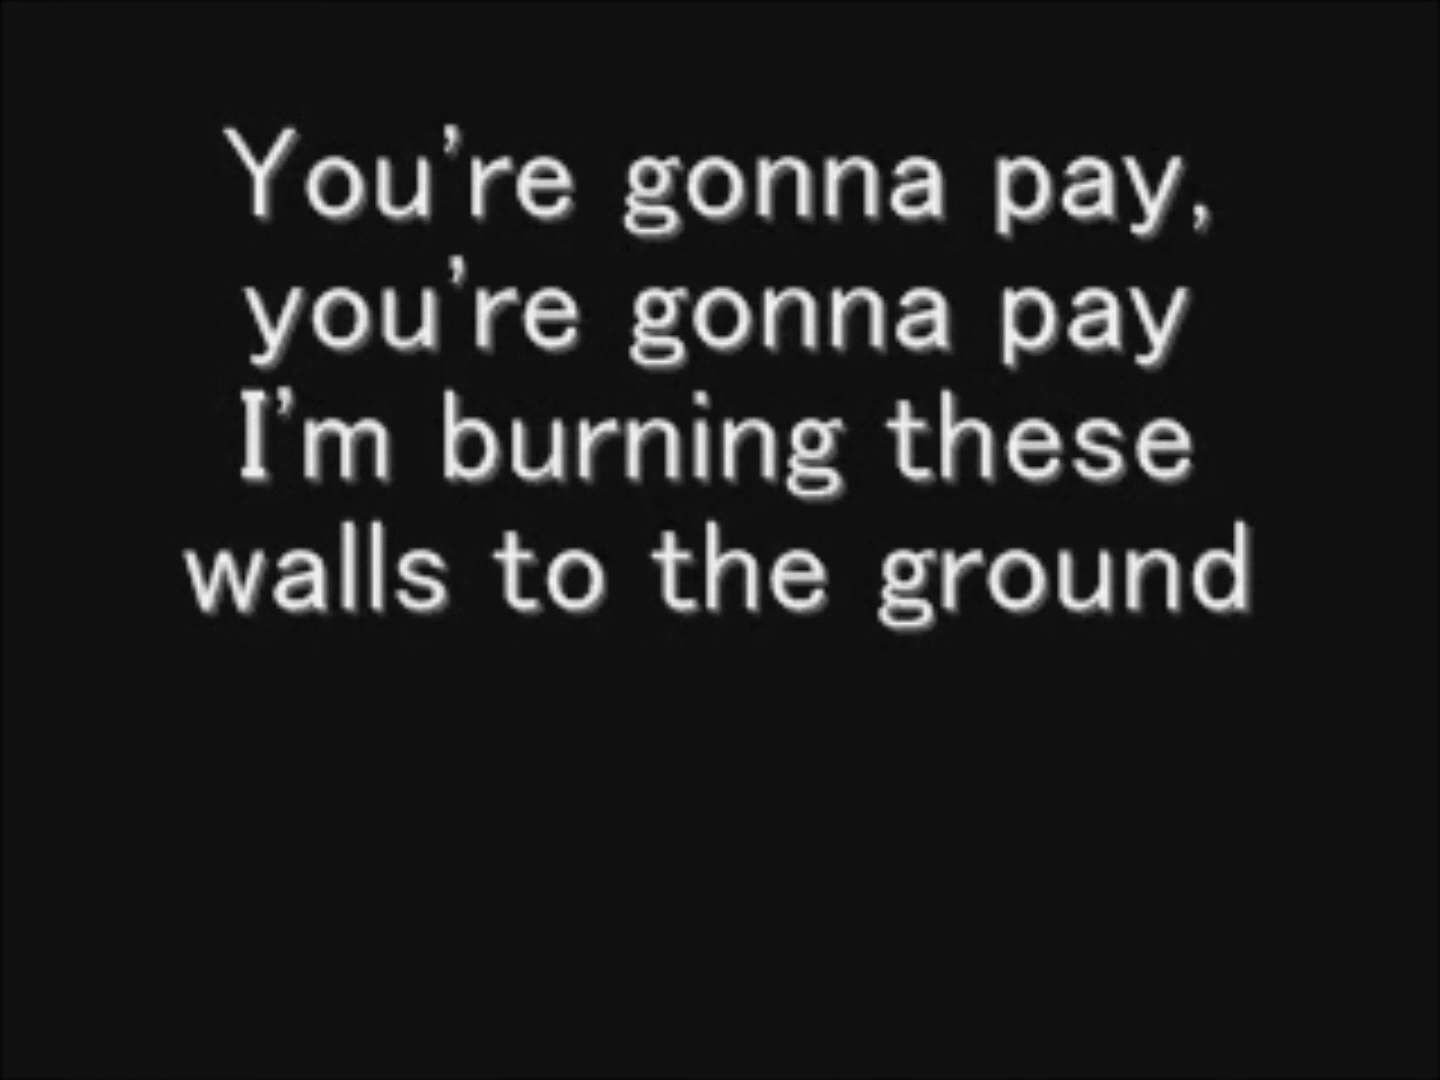 You're gonna pay,
you're gonna pay
I'm burning these
walls to the ground